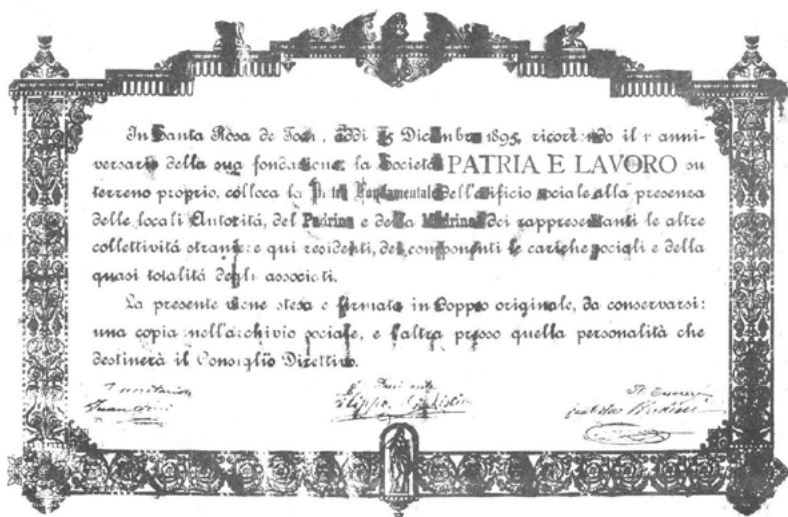 In Santa Rosa de Toay, addi Dicembre 1895, ricorrendo il 1º anni-
versario della sua fondazione, la Società PATRIA E LAVORO su
terreno proprio, colloca la Pietra Fondamentale dell'edificio sociale alla presenza
delle locali Autorità, del Padrino e della Madrina, dei rappresentanti le altre
collettività straniere qui residenti, dei componenti le cariche sociali e della
quasi totalità degli associati.
La presente viene stesa e firmata in doppio originale, da conservarsi:
una copia nell'archivio sociale, e l'altra presso quella personalità che
destinerà il Consiglio Direttivo.
Il Presidente
Filippo